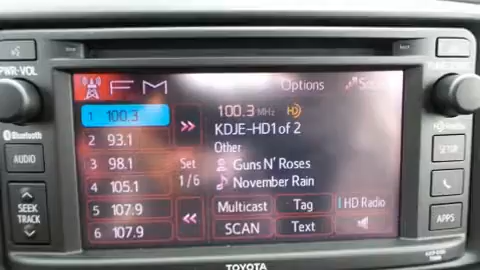 PWR·VOL
FM
Options
1 100.3
2 93.1
3 98.1
4 105.1
5 107.9
6 107.9
Set
1/6
100.3 MHz HD
KDJE-HD1 of 2
Other
Guns N' Roses
November Rain
Multicast
Tag
HD Radio
SCAN
Text
Bluetooth
AUDIO
SEEK
TRACK
SETUP
APPS
TOYOTA